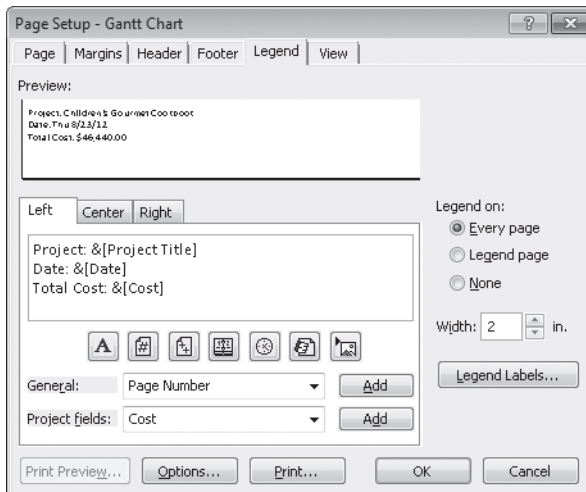 Page Setup - Gantt Chart
Page Margins Header Footer Legend View
Preview:
Project: Children's Gourmet Cookbook
Date: Thu 8/23/12
Total Cost: $46,440.00
Left Center Right
Project: &[Project Title]
Date: &[Date]
Total Cost: &[Cost]
General: Page Number Add
Project fields: Cost Add
Legend on:
Every page
Legend page
None
Width: 2 in.
Legend Labels...
Print Preview... Options... Print... OK Cancel